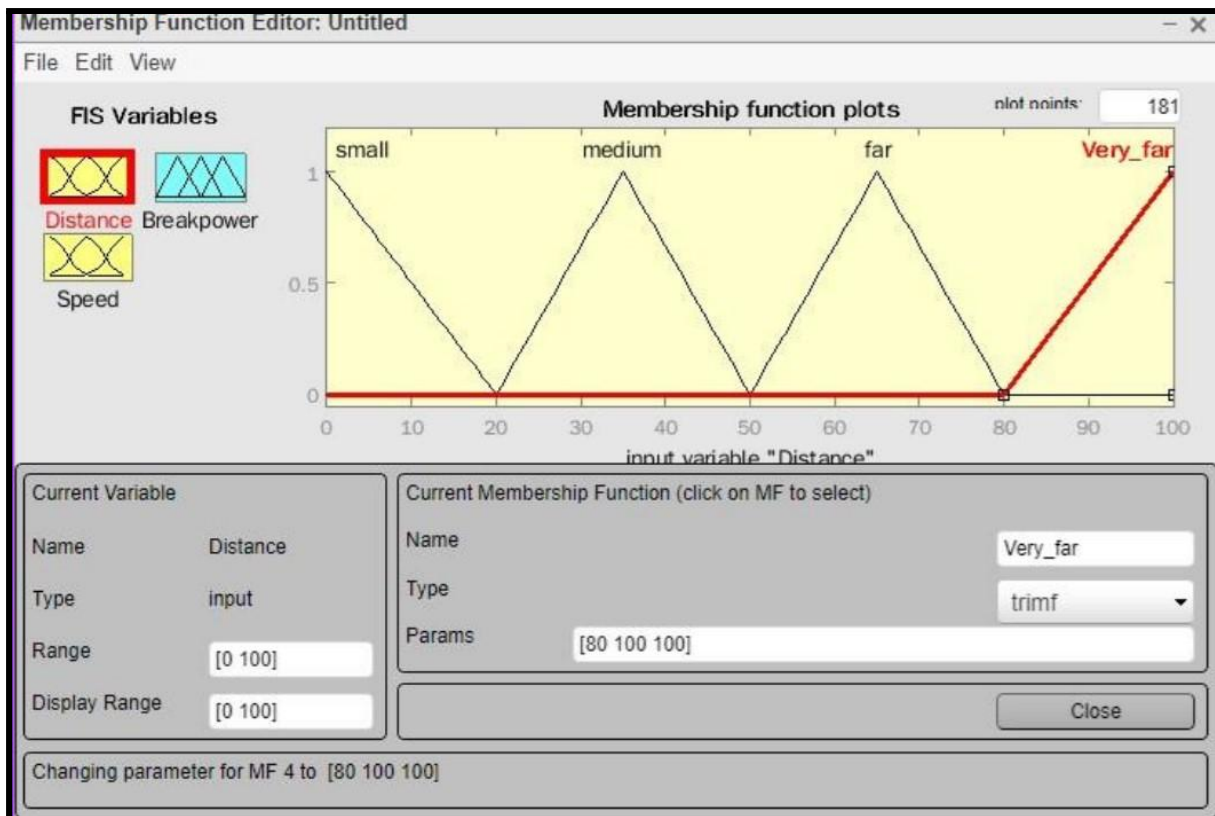 Membership Function Editor: Untitled
File Edit View
FIS Variables
Membership function plots
plot points:
181
small
medium
far
Very_far
Distance
Breakpower
Speed
1
0.5
0
0 10 20 30 40 50 60 70 80 90 100
input variable "Distance"
Current Variable
Name Distance
Type input
Range [0 100]
Display Range [0 100]
Current Membership Function (click on MF to select)
Name Very_far
Type trimf
Params [80 100 100]
Close
Changing parameter for MF 4 to [80 100 100]